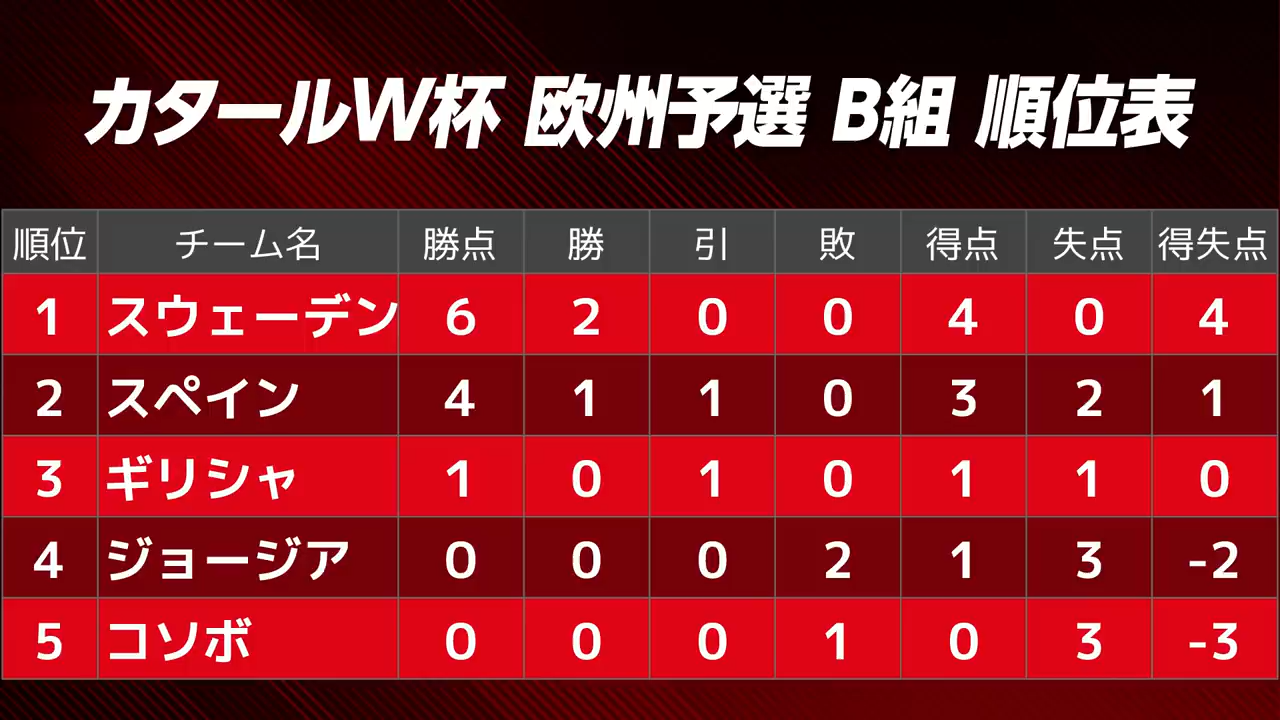 カタールW杯 欧州予選 B組 順位表
順位 チーム名 勝点 勝 引 敗 得点 失点 得失点
1 スウェーデン 6 2 0 0 4 0 4
2 スペイン 4 1 1 0 3 2 1
3 ギリシャ 1 0 1 0 1 1 0
4 ジョージア 0 0 0 2 1 3 -2
5 コソボ 0 0 0 1 0 3 -3